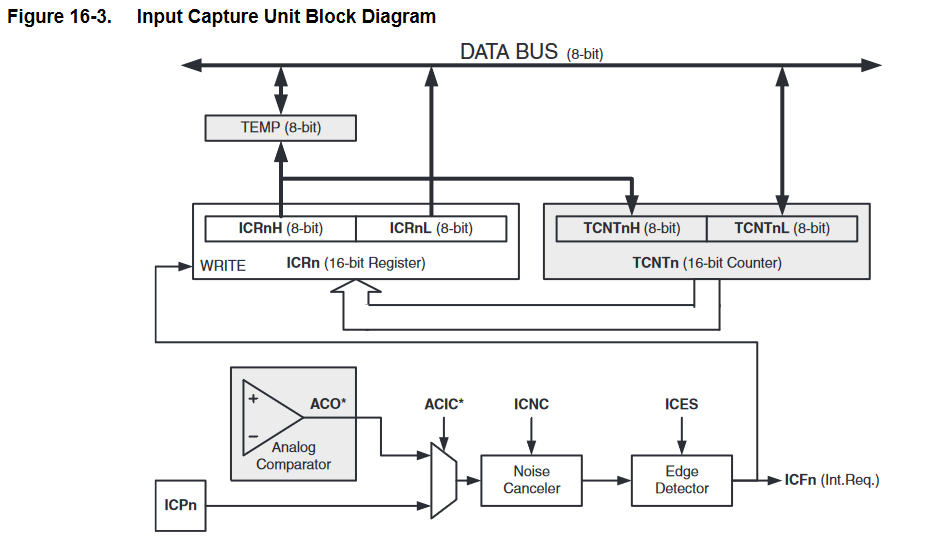 Figure 16-3. Input Capture Unit Block Diagram
DATA BUS (8-bit)
TEMP (8-bit)
ICRnH (8-bit)
ICRnL (8-bit)
TCNTnH (8-bit)
TCNTnL (8-bit)
WRITE
ICRn (16-bit Register)
TCNTn (16-bit Counter)
+
ACO*
ACIC*
ICNC
ICES
−
Analog
Comparator
Noise
Canceler
Edge
Detector
ICFn (Int.Req.)
ICPn